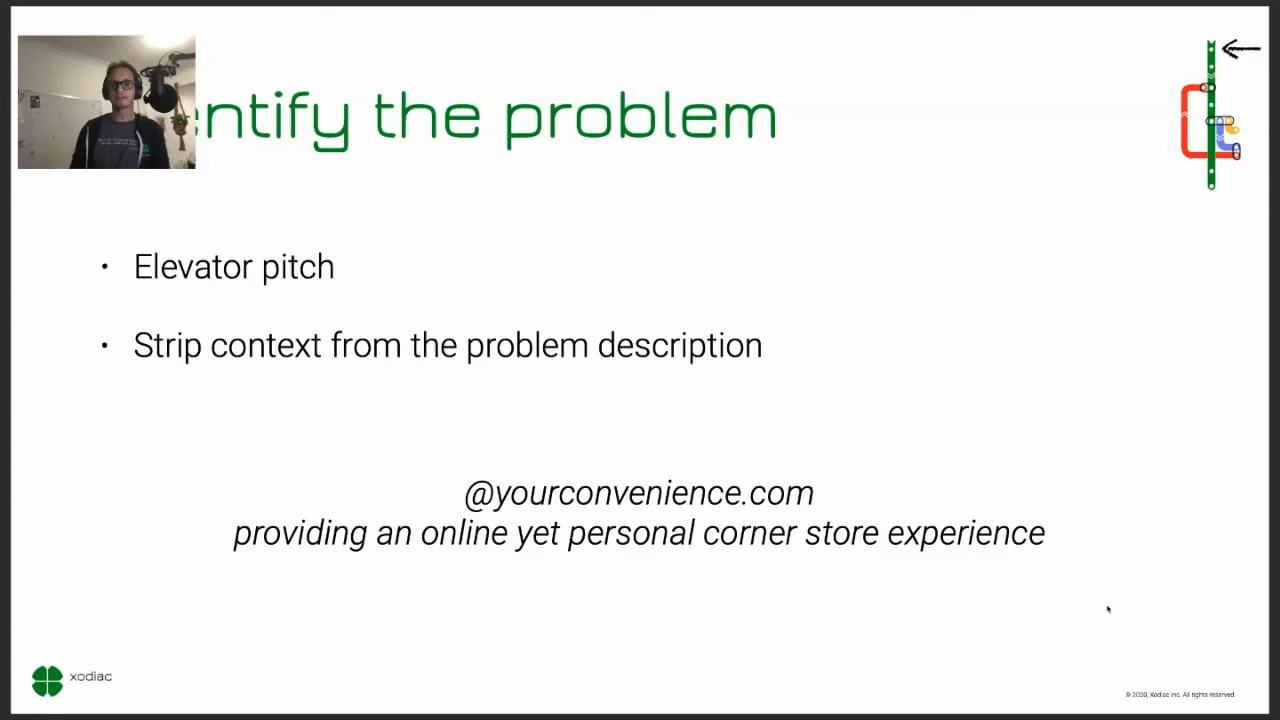 entify the problem
• Elevator pitch
• Strip context from the problem description
@yourconvenience.com
providing an online yet personal corner store experience
xodiac
© 2020, Xodiac Inc. All rights reserved